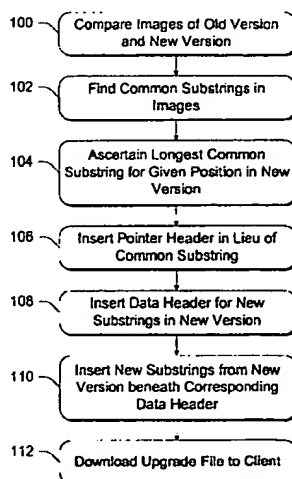 100
Compare Images of Old Version
and New Version
102
Find Common Substrings in
Images
104
Ascertain Longest Common
Substring for Given Position in New
Version
106
Insert Pointer Header in Lieu of
Common Substring
108
Insert Data Header for New
Substrings in New Version
110
Insert New Substrings from New
Version beneath Corresponding
Data Header
112
Download Upgrade File to Client